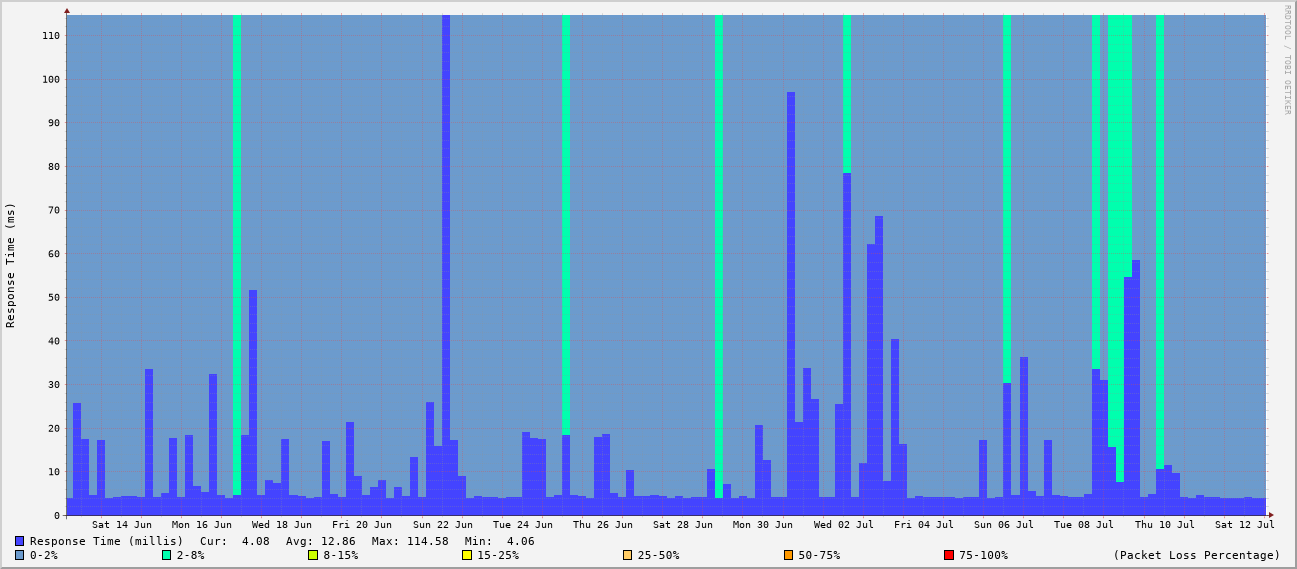 RRDTOOL / TOBI OETIKER
Response Time (ms)
110
100
90
80
70
60
50
40
30
20
10
0
Sat 14 Jun Mon 16 Jun Wed 18 Jun Fri 20 Jun Sun 22 Jun Tue 24 Jun Thu 26 Jun Sat 28 Jun Mon 30 Jun Wed 02 Jul Fri 04 Jul Sun 06 Jul Tue 08 Jul Thu 10 Jul Sat 12 Jul
Response Time (millis) Cur: 4.08 Avg: 12.86 Max: 114.58 Min: 4.06
0-2% 2-8% 8-15% 15-25% 25-50% 50-75% 75-100% (Packet Loss Percentage)